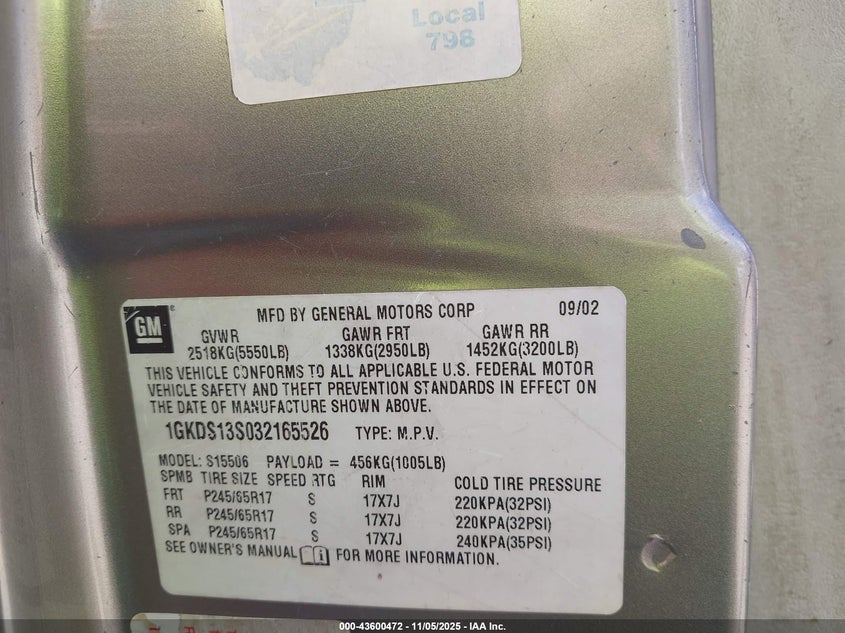 Local
798
GM
MFD BY GENERAL MOTORS CORP 09/02
GVWR GAWR FRT GAWR RR
2518KG(5550LB) 1338KG(2950LB) 1452KG(3200LB)
THIS VEHICLE CONFORMS TO ALL APPLICABLE U.S. FEDERAL MOTOR
VEHICLE SAFETY AND THEFT PREVENTION STANDARDS IN EFFECT ON
THE DATE OF MANUFACTURE SHOWN ABOVE.
1GKDS13S032165526 TYPE: M.P.V.
MODEL: S15506 PAYLOAD = 456KG(1005LB)
SPMB TIRE SIZE SPEED RTG RIM COLD TIRE PRESSURE
FRT P245/65R17 S 17X7J 220KPA(32PSI)
RR P245/65R17 S 17X7J 220KPA(32PSI)
SPA P245/65R17 S 17X7J 240KPA(35PSI)
SEE OWNER'S MANUAL FOR MORE INFORMATION.
000-43600472 - 11/05/2025 - IAA Inc.